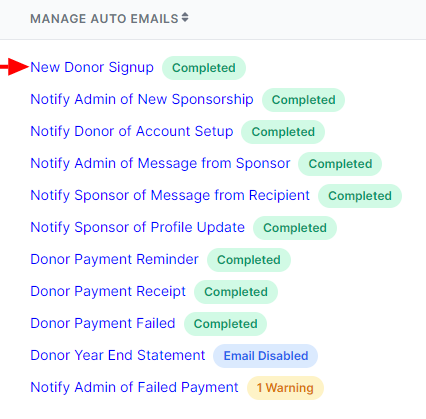 MANAGE AUTO EMAILS
New Donor Signup Completed
Notify Admin of New Sponsorship Completed
Notify Donor of Account Setup Completed
Notify Admin of Message from Sponsor Completed
Notify Sponsor of Message from Recipient Completed
Notify Sponsor of Profile Update Completed
Donor Payment Reminder Completed
Donor Payment Receipt Completed
Donor Payment Failed Completed
Donor Year End Statement Email Disabled
Notify Admin of Failed Payment 1 Warning